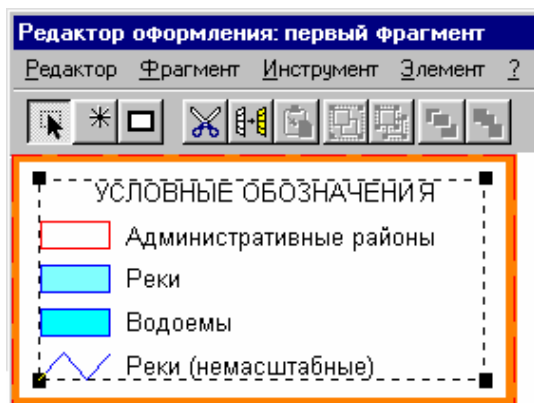 Редактор оформления: первый фрагмент
Редактор Фрагмент Инструмент Элемент ?
УСЛОВНЫЕ ОБОЗНАЧЕНИЯ
Административные районы
Реки
Водоемы
Реки (немасштабные)